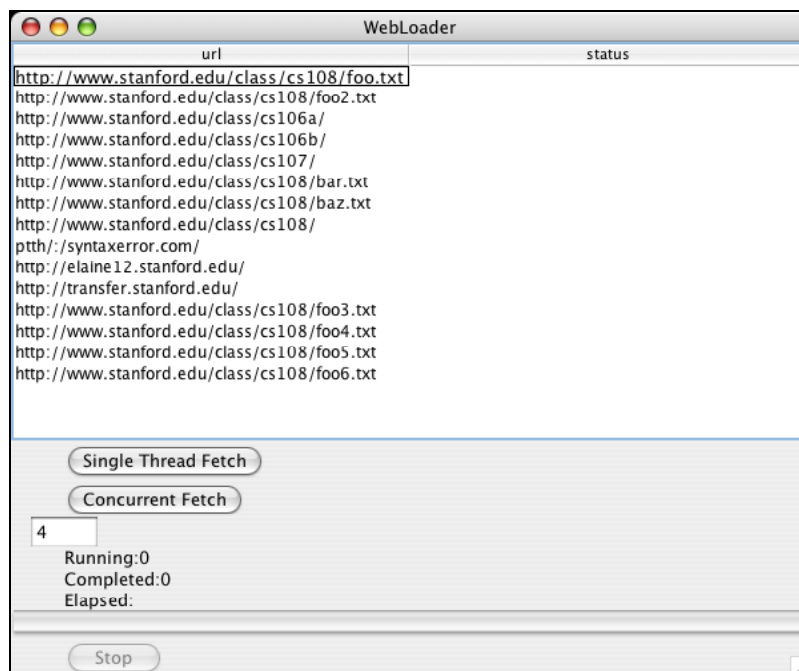 WebLoader
url status
http://www.stanford.edu/class/cs108/foo.txt
http://www.stanford.edu/class/cs108/foo2.txt
http://www.stanford.edu/class/cs106a/
http://www.stanford.edu/class/cs106b/
http://www.stanford.edu/class/cs107/
http://www.stanford.edu/class/cs108/bar.txt
http://www.stanford.edu/class/cs108/baz.txt
http://www.stanford.edu/class/cs108/
ptth/:/syntaxerror.com/
http://elaine12.stanford.edu/
http://transfer.stanford.edu/
http://www.stanford.edu/class/cs108/foo3.txt
http://www.stanford.edu/class/cs108/foo4.txt
http://www.stanford.edu/class/cs108/foo5.txt
http://www.stanford.edu/class/cs108/foo6.txt
Single Thread Fetch
Concurrent Fetch
4
Running:0
Completed:0
Elapsed:
Stop